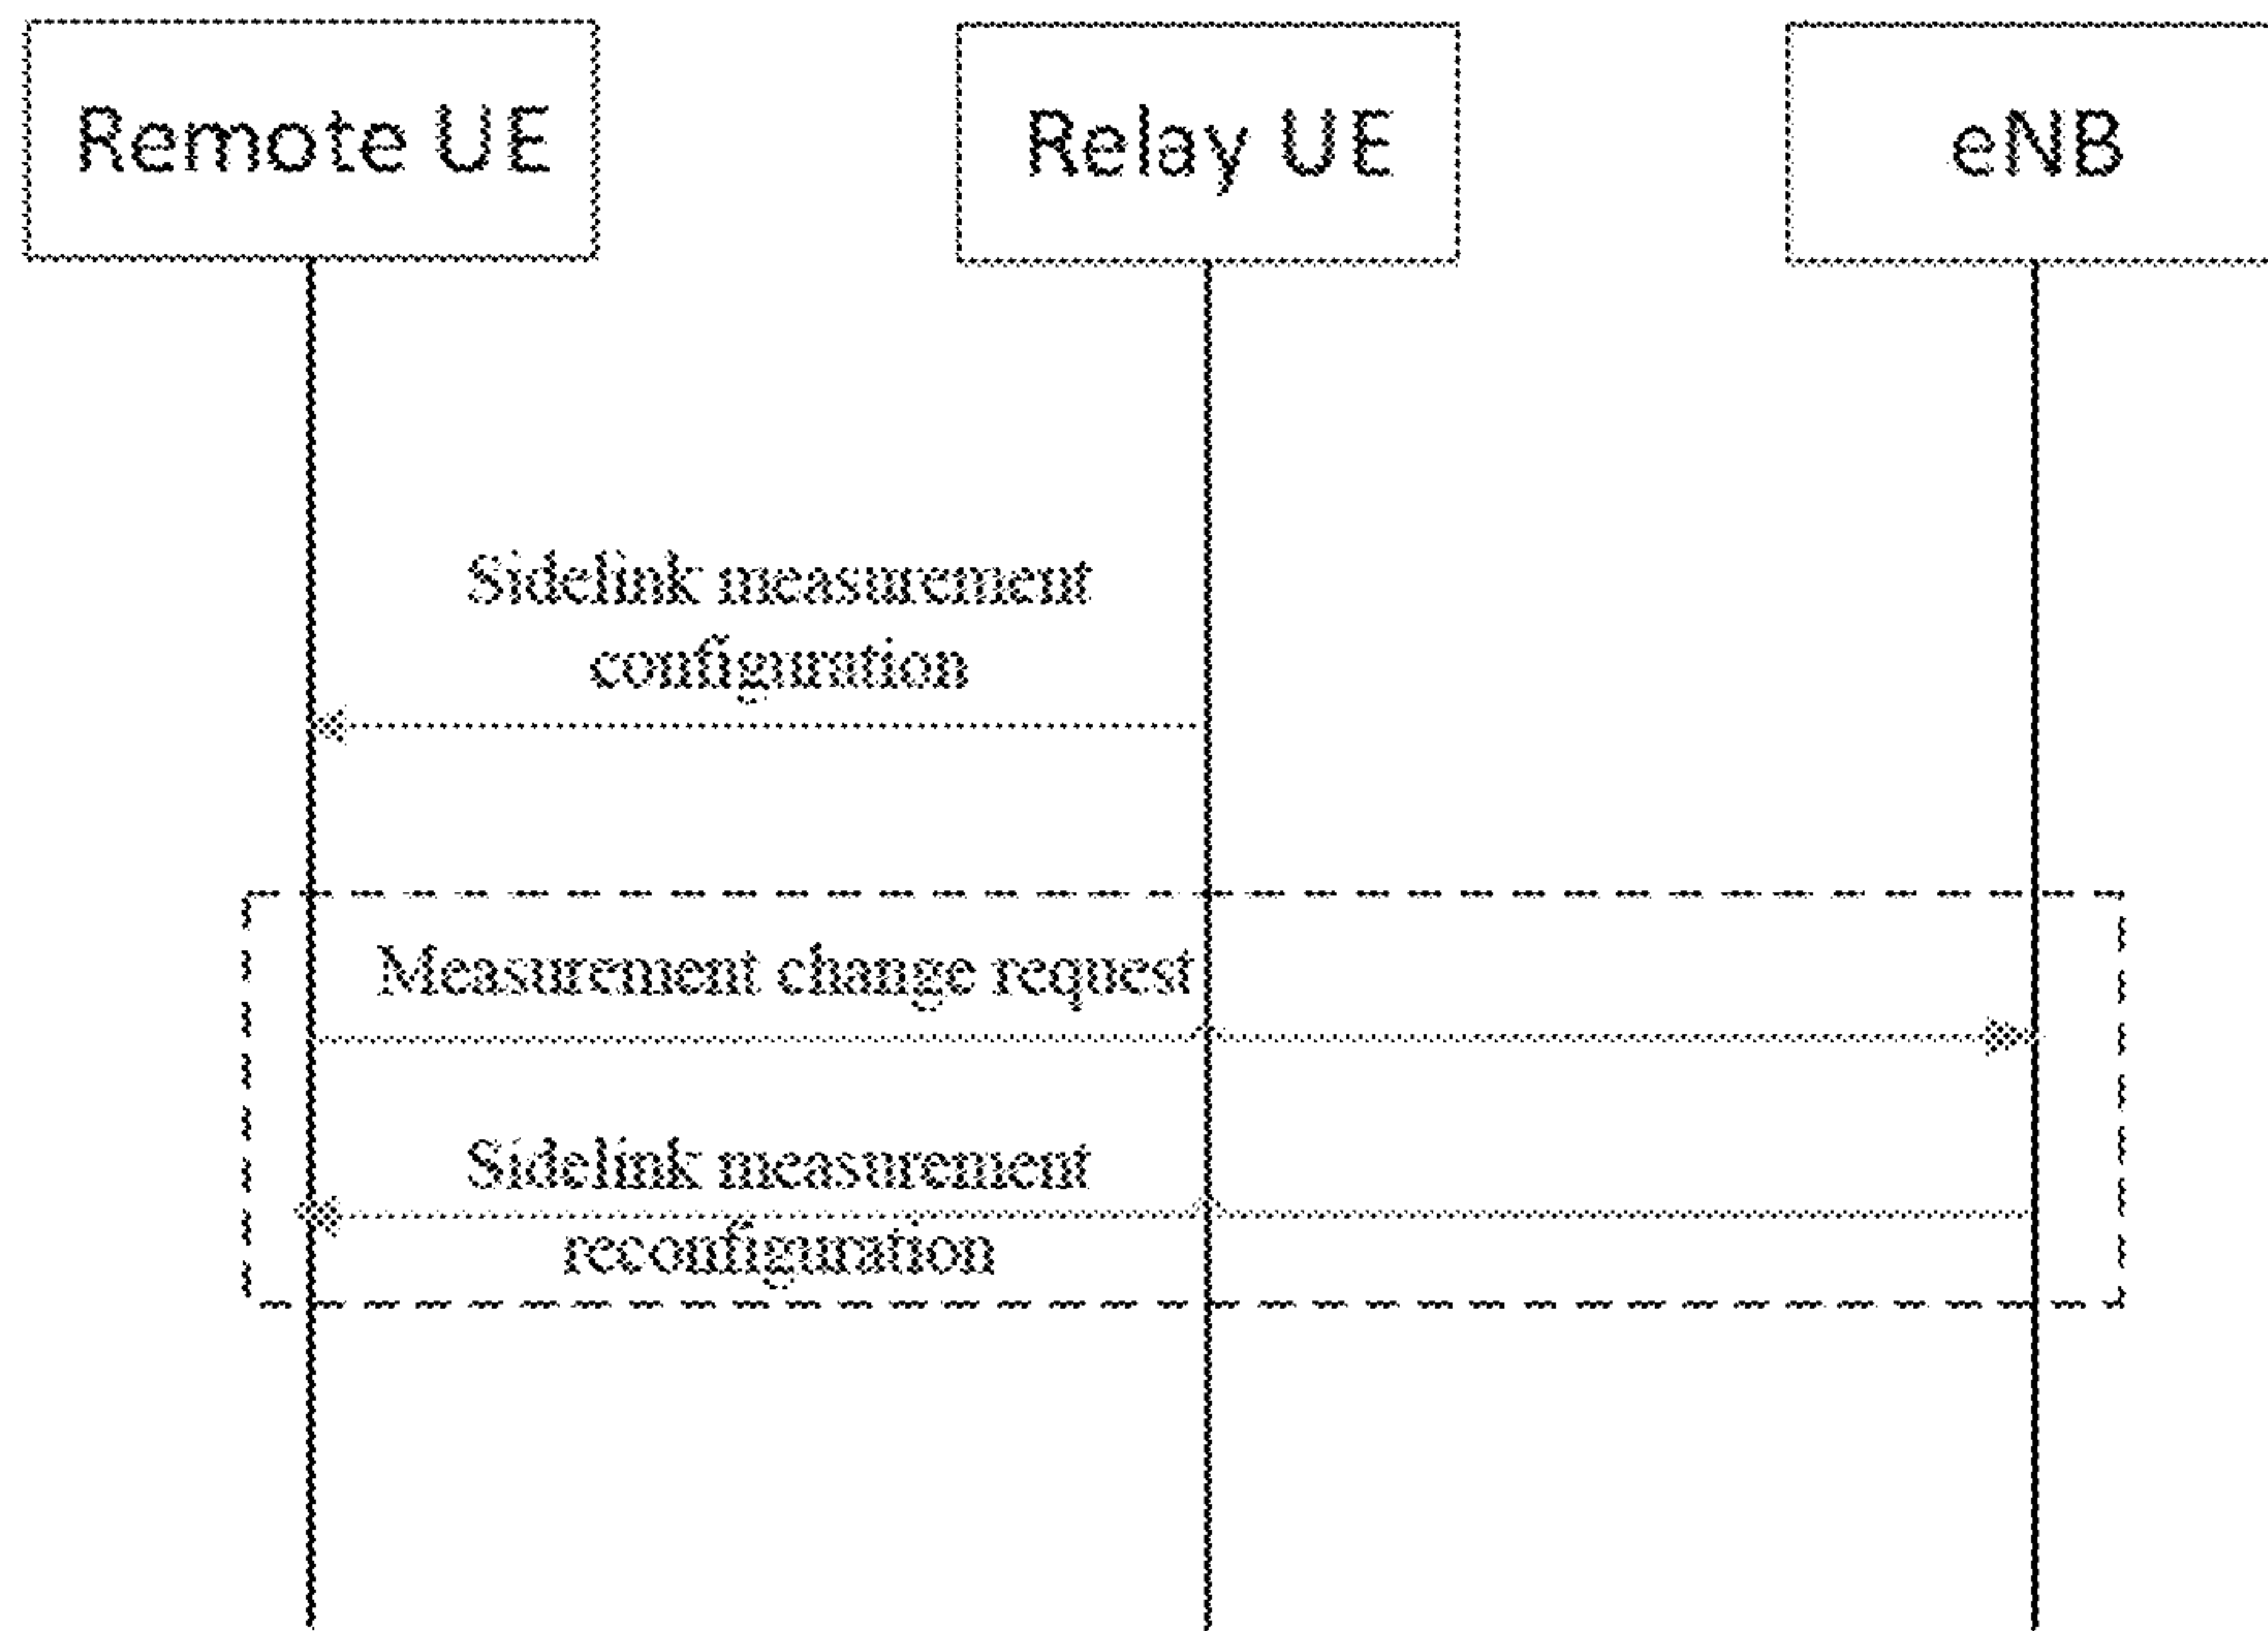 Remote UE
Relay UE
eNB
Sidelink measurement
configuration
Measurement change request
Sidelink measurement
reconfiguration